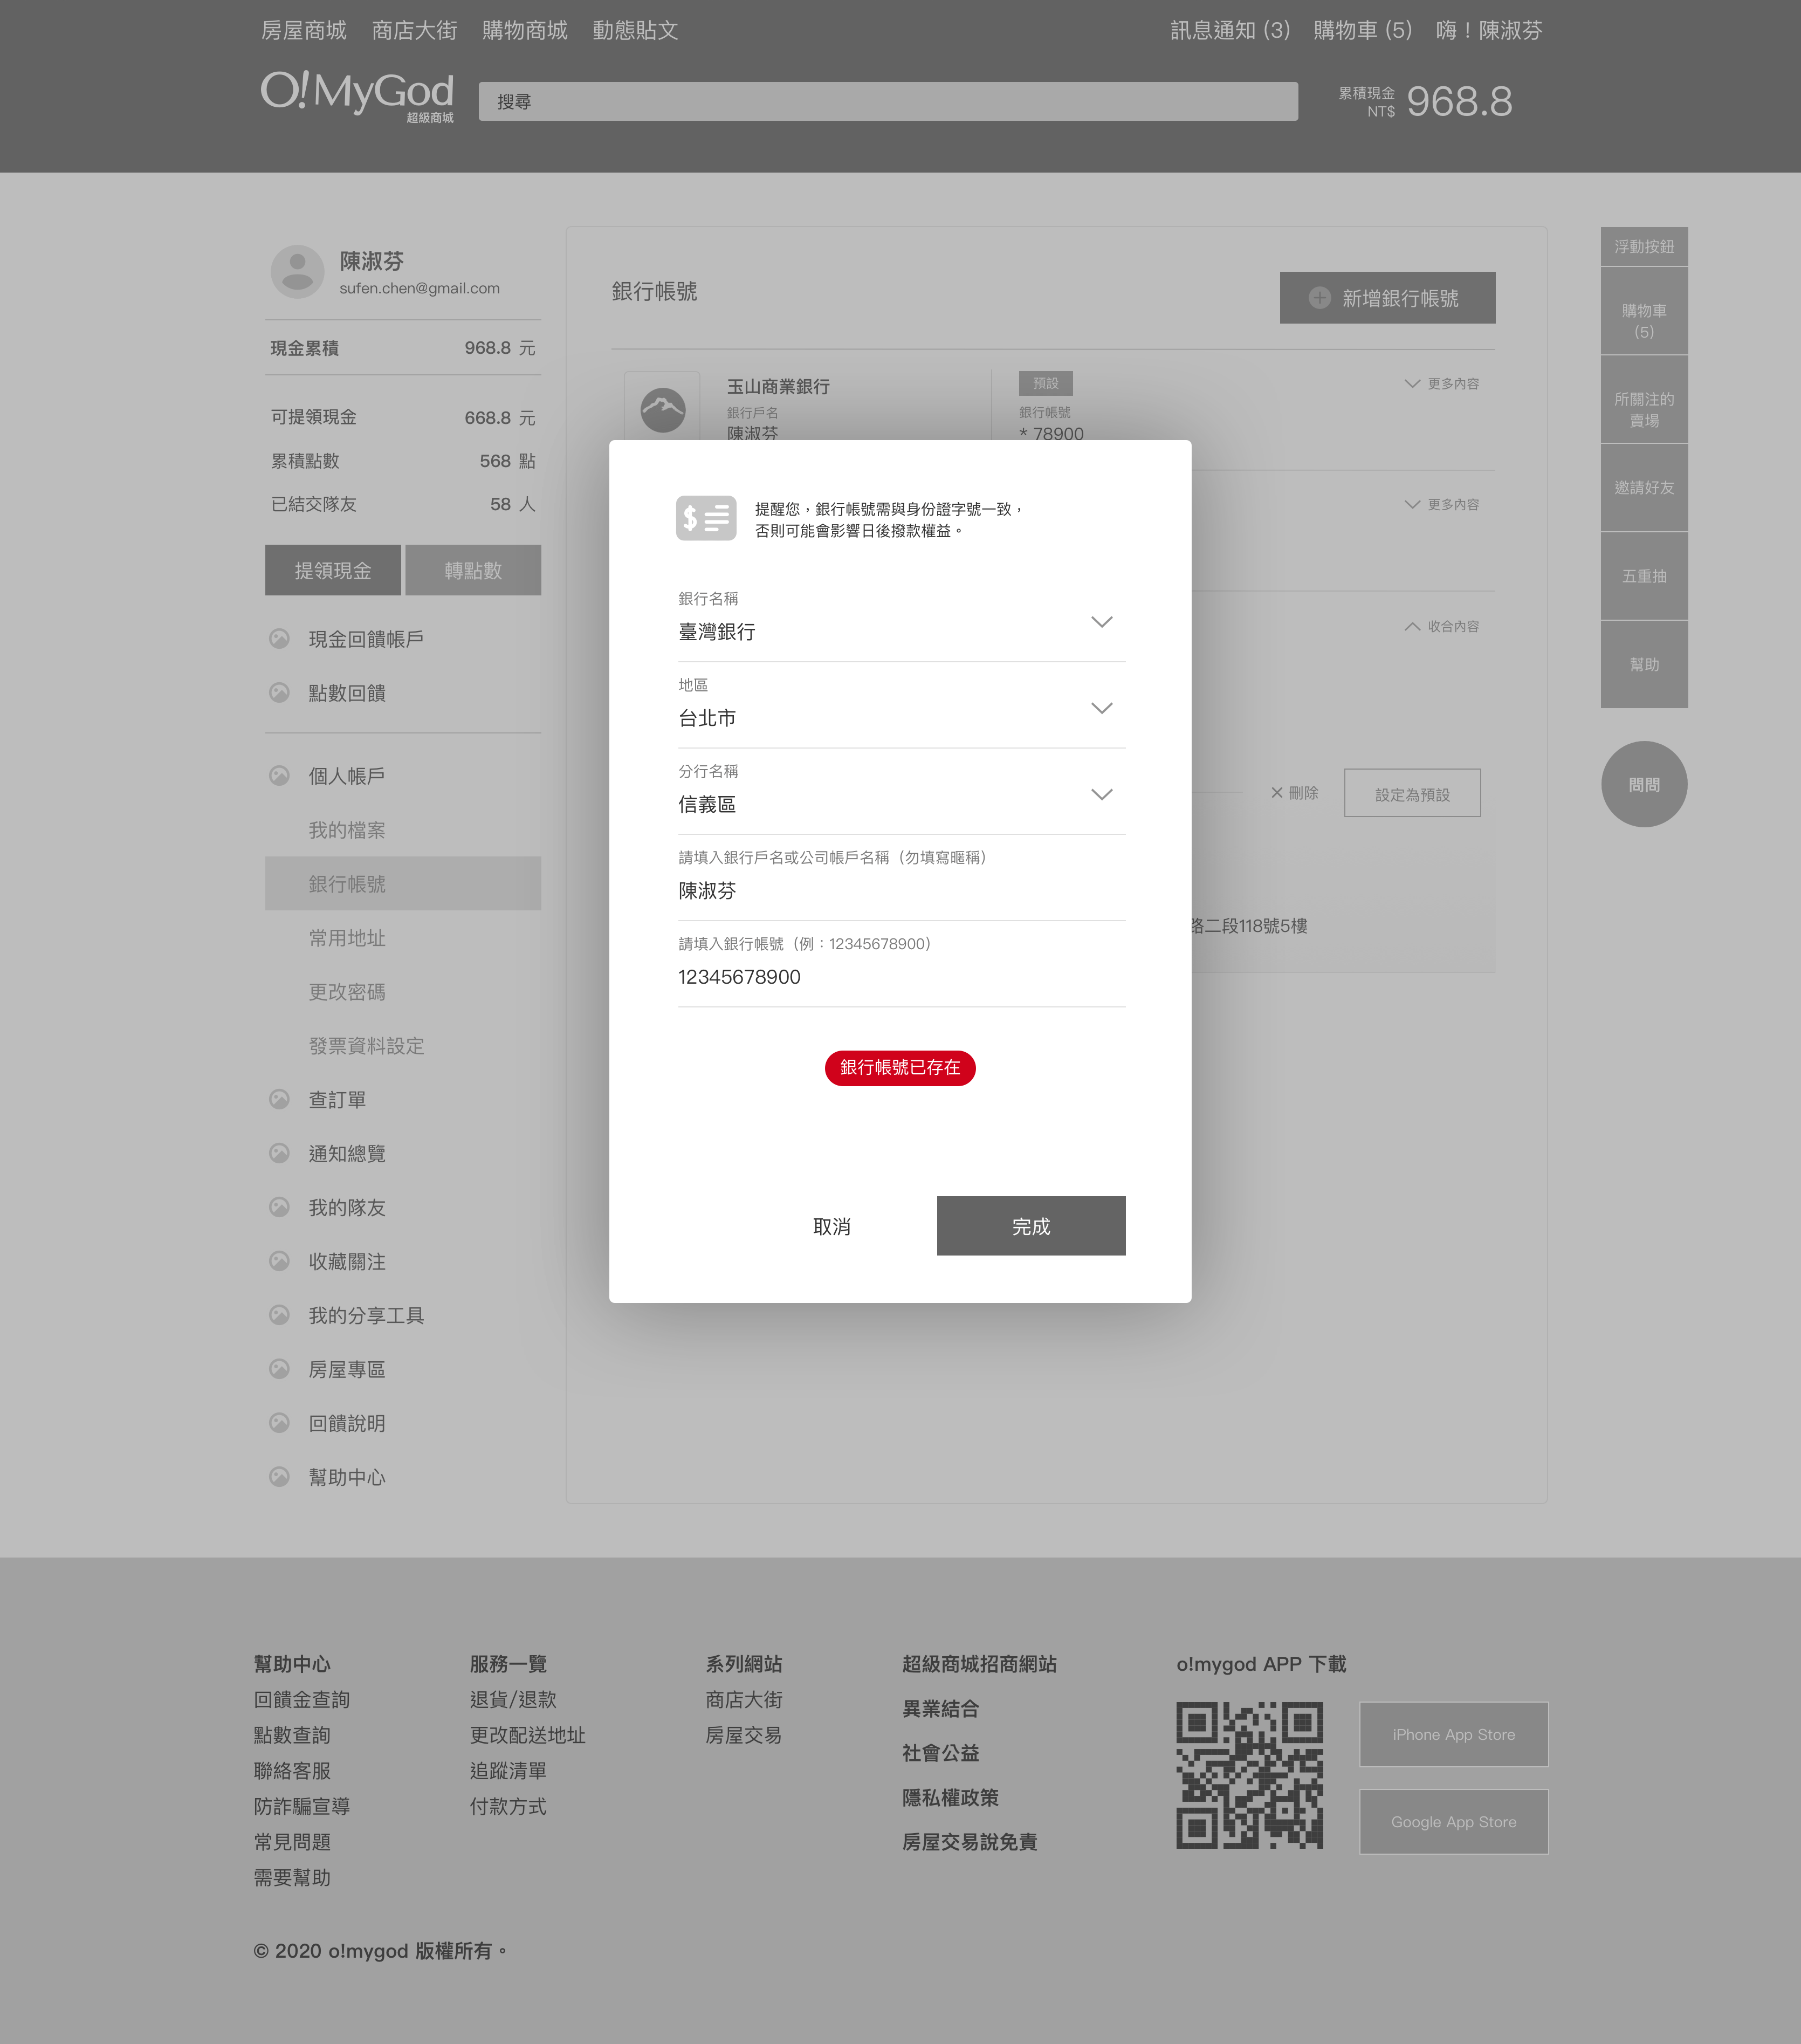 房屋商城 商店大街 購物商城 動態貼文 訊息通知 (3) 購物車 (5) 嗨！陳淑芬
O!MyGod
超級商城
搜尋
累積現金
NT$
968.8
陳淑芬
sufen.chen@gmail.com
現金累積 968.8 元
可提領現金 668.8 元
累積點數 568 點
已結交隊友 58 人
提領現金 轉點數
現金回饋帳戶
點數回饋
個人帳戶
我的檔案
銀行帳號
常用地址
更改密碼
發票資料設定
查訂單
通知總覽
我的隊友
收藏關注
我的分享工具
房屋專區
回饋說明
幫助中心
銀行帳號
新增銀行帳號
玉山商業銀行
銀行戶名
陳淑芬
預設
銀行帳號
* 78900
更多內容
更多內容
收合內容
刪除
設定為預設
路二段118號5樓
提醒您，銀行帳號需與身份證字號一致，
否則可能會影響日後撥款權益。
銀行名稱
臺灣銀行
地區
台北市
分行名稱
信義區
請填入銀行戶名或公司帳戶名稱（勿填寫暱稱）
陳淑芬
請填入銀行帳號（例：12345678900）
12345678900
銀行帳號已存在
取消 完成
浮動按鈕
購物車
(5)
所關注的
賣場
邀請好友
五重抽
幫助
問問
幫助中心
回饋金查詢
點數查詢
聯絡客服
防詐騙宣導
常見問題
需要幫助
服務一覽
退貨/退款
更改配送地址
追蹤清單
付款方式
系列網站
商店大街
房屋交易
超級商城招商網站
異業結合
社會公益
隱私權政策
房屋交易說免責
o!mygod APP 下載
iPhone App Store
Google App Store
© 2020 o!mygod 版權所有。